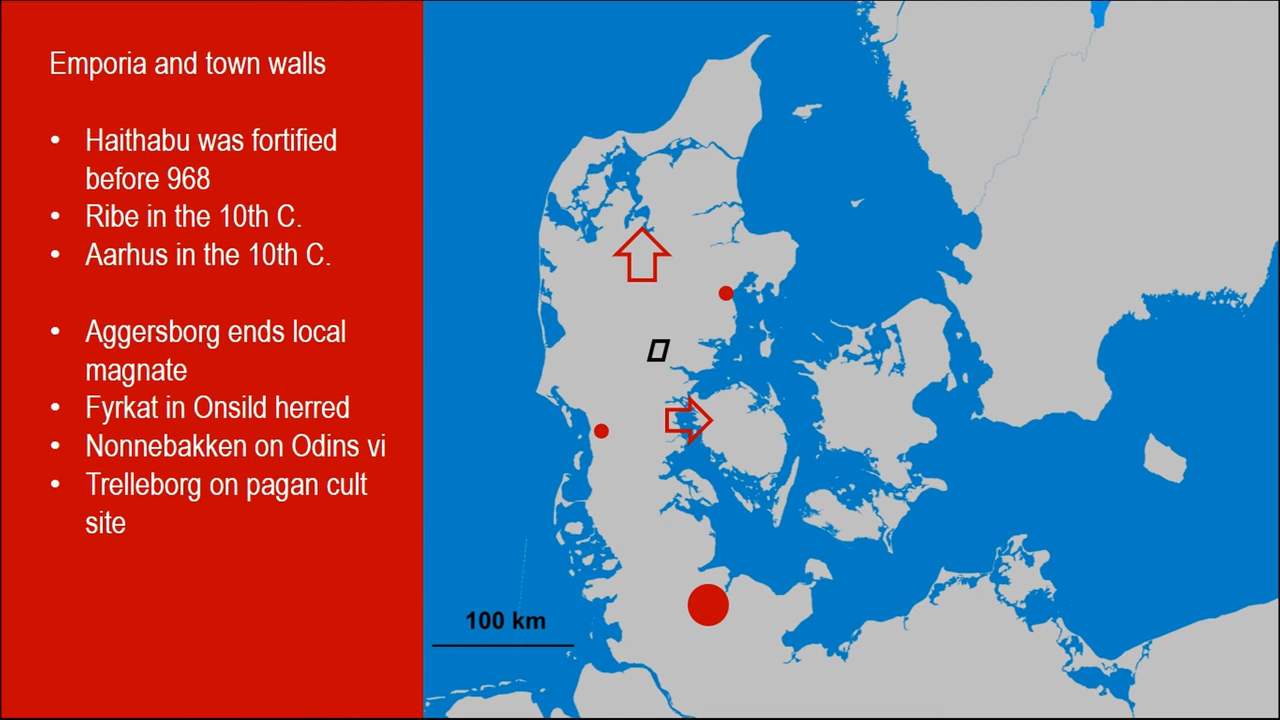 Emporia and town walls
• Haithabu was fortified
before 968
• Ribe in the 10th C.
• Aarhus in the 10th C.
• Aggersborg ends local
magnate
• Fyrkat in Onsild herred
• Nonnebakken on Odins vi
• Trelleborg on pagan cult
site
100 km